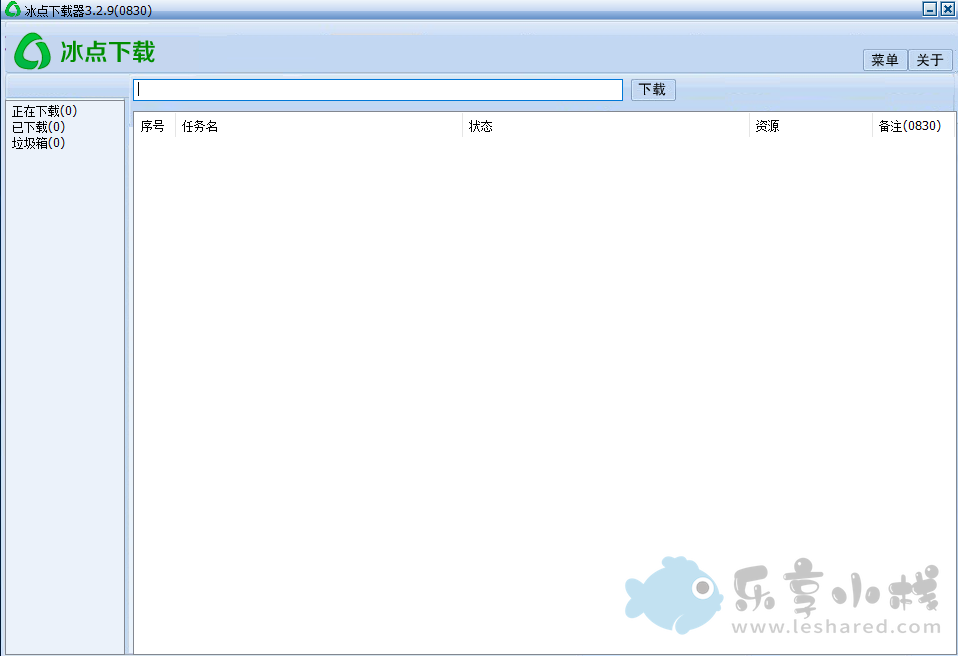 冰点下载器3.2.9(0830)
冰点下载
菜单 关于
下载
正在下载(0)
已下载(0)
垃圾箱(0)
序号 任务名 状态 资源 备注(0830)
乐享小栈
www.leshared.com